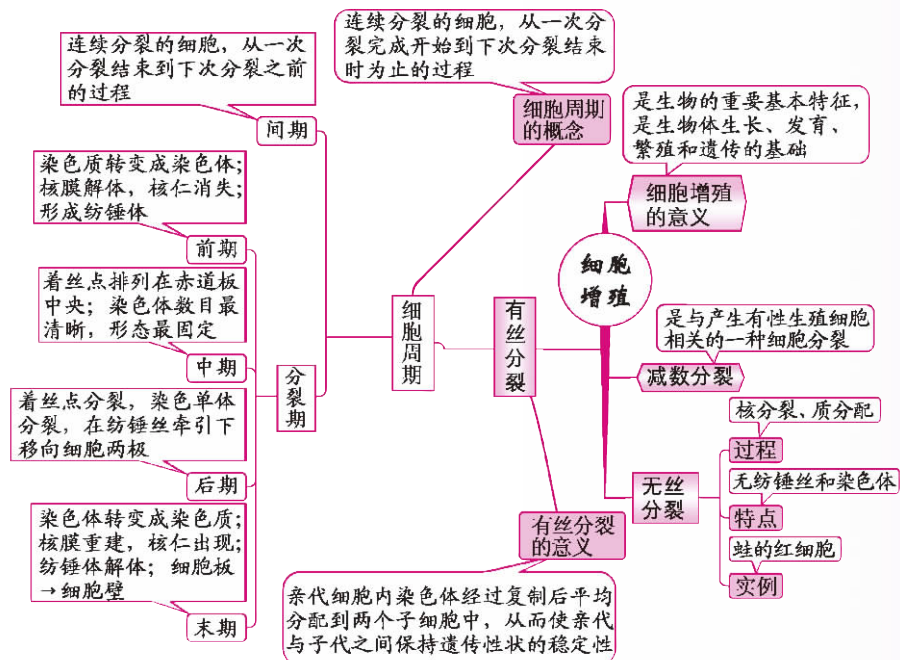 连续分裂的细胞，从一次
分裂结束到下次分裂之前
的过程
间期
连续分裂的细胞，从一次分
裂完成开始到下次分裂结束
时为止的过程
细胞周期
的概念
是生物的重要基本特征，
是生物体生长、发育、
繁殖和遗传的基础
细胞增殖
的意义
染色质转变成染色体；
核膜解体，核仁消失；
形成纺锤体
前期
细胞
增殖
着丝点排列在赤道板
中央；染色体数目最
清晰，形态最固定
中期
分裂期
细胞周期
有丝分裂
是与产生有性生殖细胞
相关的一种细胞分裂
减数分裂
着丝点分裂，染色单体
分裂，在纺锤丝牵引下
移向细胞两极
后期
核分裂、质分配
过程
无丝
分裂
无纺锤丝和染色体
特点
蛙的红细胞
实例
染色体转变成染色质；
核膜重建，核仁出现；
纺锤体解体；细胞板
→细胞壁
末期
有丝分裂
的意义
亲代细胞内染色体经过复制后平均
分配到两个子细胞中，从而使亲代
与子代之间保持遗传性状的稳定性